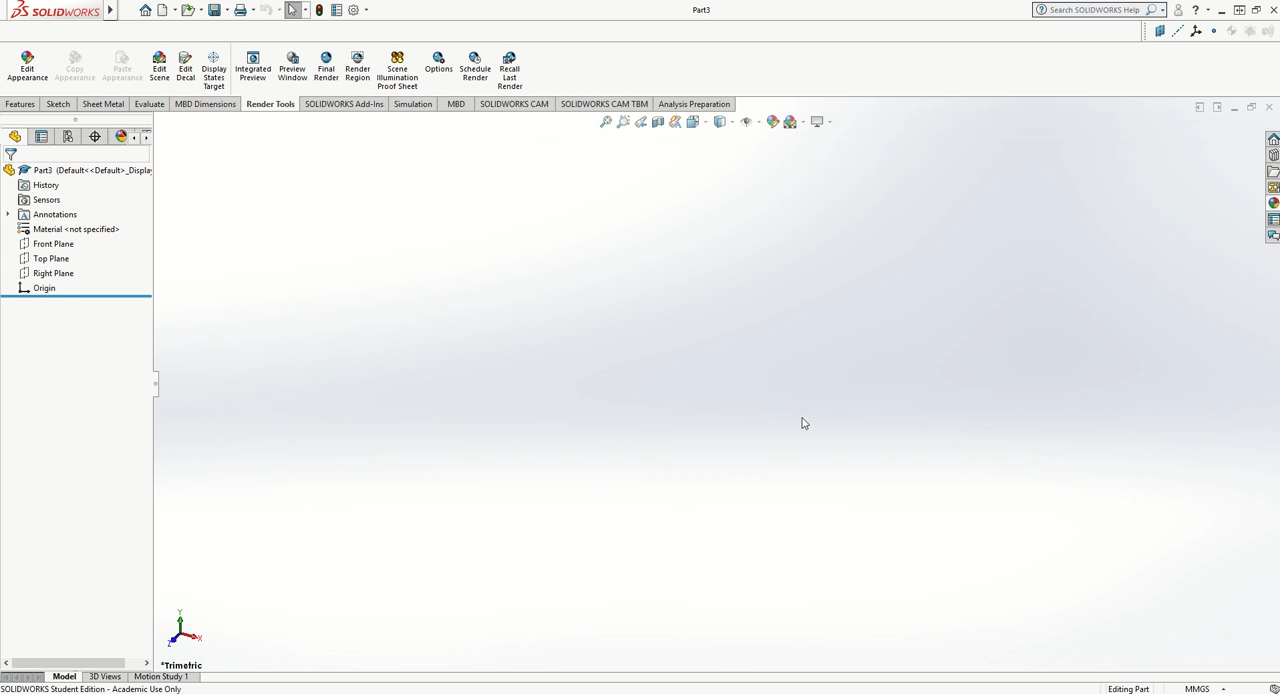 SOLIDWORKS
Part3
Search SOLIDWORKS Help
Edit Appearance
Copy Appearance
Paste Appearance
Edit Scene
Edit Decal
Display States Target
Integrated Preview
Preview Window
Final Render
Render Region
Scene Illumination Proof Sheet
Options
Schedule Render
Recall Last Render
Features Sketch Sheet Metal Evaluate MBD Dimensions Render Tools SOLIDWORKS Add-Ins Simulation MBD SOLIDWORKS CAM SOLIDWORKS CAM TBM Analysis Preparation
Part3 (Default<<Default>_Displa
History
Sensors
Annotations
Material <not specified>
Front Plane
Top Plane
Right Plane
Origin
Y
X
Z
*Trimetric
Model 3D Views Motion Study 1
SOLIDWORKS Student Edition - Academic Use Only
Editing Part
MMGS